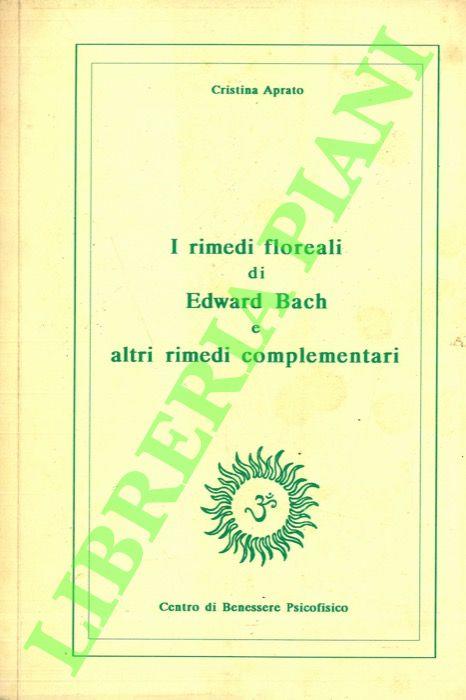 Cristina Aprato
I rimedi floreali
di
Edward Bach
e
altri rimedi complementari
ॐ
Centro di Benessere Psicofisico
LIBRERIA PIANI